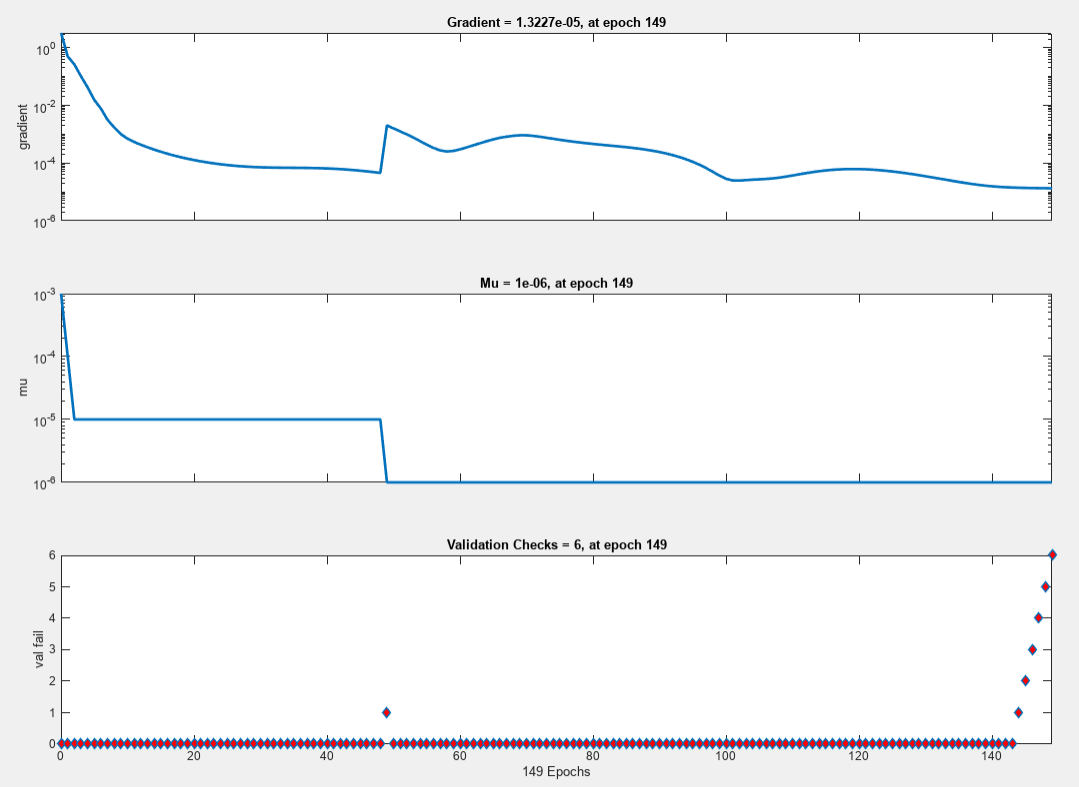 Gradient = 1.3227e-05, at epoch 149
10^0
10^-2
10^-4
10^-6
gradient
Mu = 1e-06, at epoch 149
10^-3
10^-4
10^-5
10^-6
mu
Validation Checks = 6, at epoch 149
6
5
4
3
2
1
0
val fail
0 20 40 60 80 100 120 140
149 Epochs